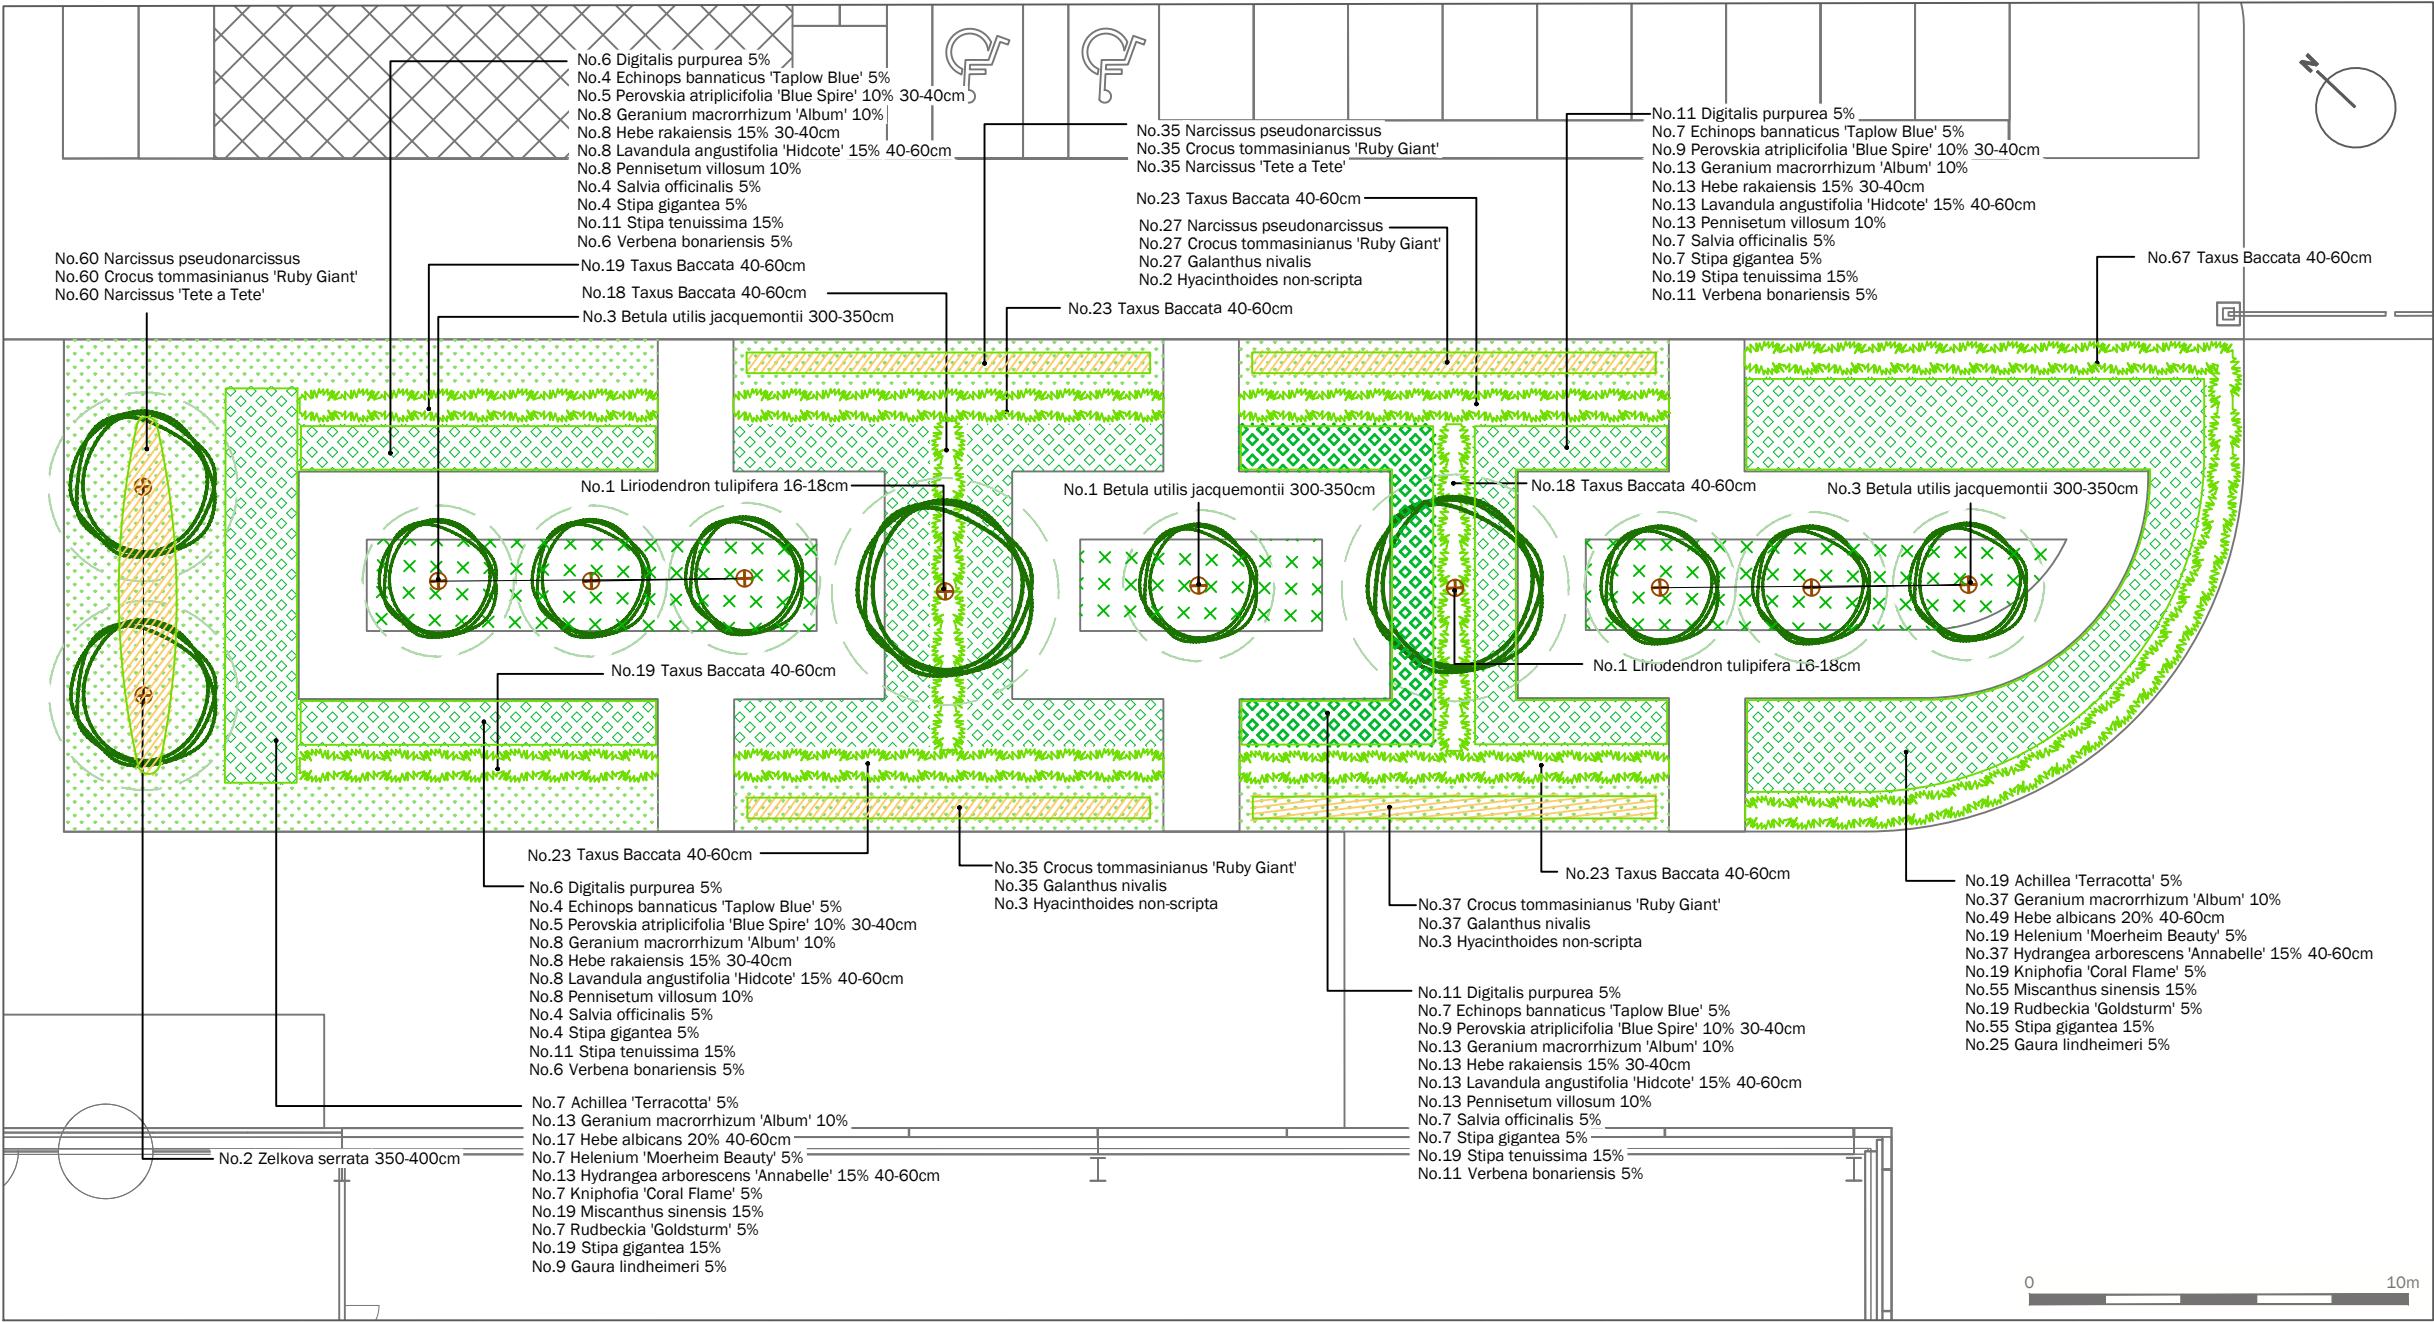 N
No.6 Digitalis purpurea 5%
No.4 Echinops bannaticus 'Taplow Blue' 5%
No.5 Perovskia atriplicifolia 'Blue Spire' 10% 30-40cm
No.8 Geranium macrorrhizum 'Album' 10%
No.8 Hebe rakaiensis 15% 30-40cm
No.8 Lavandula angustifolia 'Hidcote' 15% 40-60cm
No.8 Pennisetum villosum 10%
No.4 Salvia officinalis 5%
No.4 Stipa gigantea 5%
No.11 Stipa tenuissima 15%
No.6 Verbena bonariensis 5%
No.19 Taxus Baccata 40-60cm
No.18 Taxus Baccata 40-60cm
No.3 Betula utilis jacquemontii 300-350cm
No.60 Narcissus pseudonarcissus
No.60 Crocus tommasinianus 'Ruby Giant'
No.60 Narcissus 'Tete a Tete'
No.35 Narcissus pseudonarcissus
No.35 Crocus tommasinianus 'Ruby Giant'
No.35 Narcissus 'Tete a Tete'
No.23 Taxus Baccata 40-60cm
No.27 Narcissus pseudonarcissus
No.27 Crocus tommasinianus 'Ruby Giant'
No.27 Galanthus nivalis
No.2 Hyacinthoides non-scripta
No.23 Taxus Baccata 40-60cm
No.11 Digitalis purpurea 5%
No.7 Echinops bannaticus 'Taplow Blue' 5%
No.9 Perovskia atriplicifolia 'Blue Spire' 10% 30-40cm
No.13 Geranium macrorrhizum 'Album' 10%
No.13 Hebe rakaiensis 15% 30-40cm
No.13 Lavandula angustifolia 'Hidcote' 15% 40-60cm
No.13 Pennisetum villosum 10%
No.7 Salvia officinalis 5%
No.7 Stipa gigantea 5%
No.19 Stipa tenuissima 15%
No.11 Verbena bonariensis 5%
No.67 Taxus Baccata 40-60cm
No.1 Liriodendron tulipifera 16-18cm
No.1 Betula utilis jacquemontii 300-350cm
No.18 Taxus Baccata 40-60cm
No.3 Betula utilis jacquemontii 300-350cm
No.19 Taxus Baccata 40-60cm
No.1 Liriodendron tulipifera 16-18cm
No.23 Taxus Baccata 40-60cm
No.6 Digitalis purpurea 5%
No.4 Echinops bannaticus 'Taplow Blue' 5%
No.5 Perovskia atriplicifolia 'Blue Spire' 10% 30-40cm
No.8 Geranium macrorrhizum 'Album' 10%
No.8 Hebe rakaiensis 15% 30-40cm
No.8 Lavandula angustifolia 'Hidcote' 15% 40-60cm
No.8 Pennisetum villosum 10%
No.4 Salvia officinalis 5%
No.4 Stipa gigantea 5%
No.11 Stipa tenuissima 15%
No.6 Verbena bonariensis 5%
No.35 Crocus tommasinianus 'Ruby Giant'
No.35 Galanthus nivalis
No.3 Hyacinthoides non-scripta
No.23 Taxus Baccata 40-60cm
No.37 Crocus tommasinianus 'Ruby Giant'
No.37 Galanthus nivalis
No.3 Hyacinthoides non-scripta
No.19 Achillea 'Terracotta' 5%
No.37 Geranium macrorrhizum 'Album' 10%
No.49 Hebe albicans 20% 40-60cm
No.19 Helenium 'Moerheim Beauty' 5%
No.37 Hydrangea arborescens 'Annabelle' 15% 40-60cm
No.19 Kniphofia 'Coral Flame' 5%
No.55 Miscanthus sinensis 15%
No.19 Rudbeckia 'Goldsturm' 5%
No.55 Stipa gigantea 15%
No.25 Gaura lindheimeri 5%
No.11 Digitalis purpurea 5%
No.7 Echinops bannaticus 'Taplow Blue' 5%
No.9 Perovskia atriplicifolia 'Blue Spire' 10% 30-40cm
No.13 Geranium macrorrhizum 'Album' 10%
No.13 Hebe rakaiensis 15% 30-40cm
No.13 Lavandula angustifolia 'Hidcote' 15% 40-60cm
No.13 Pennisetum villosum 10%
No.7 Salvia officinalis 5%
No.7 Stipa gigantea 5%
No.19 Stipa tenuissima 15%
No.11 Verbena bonariensis 5%
No.7 Achillea 'Terracotta' 5%
No.13 Geranium macrorrhizum 'Album' 10%
No.17 Hebe albicans 20% 40-60cm
No.7 Helenium 'Moerheim Beauty' 5%
No.13 Hydrangea arborescens 'Annabelle' 15% 40-60cm
No.7 Kniphofia 'Coral Flame' 5%
No.19 Miscanthus sinensis 15%
No.7 Rudbeckia 'Goldsturm' 5%
No.19 Stipa gigantea 15%
No.9 Gaura lindheimeri 5%
No.2 Zelkova serrata 350-400cm
0 10m